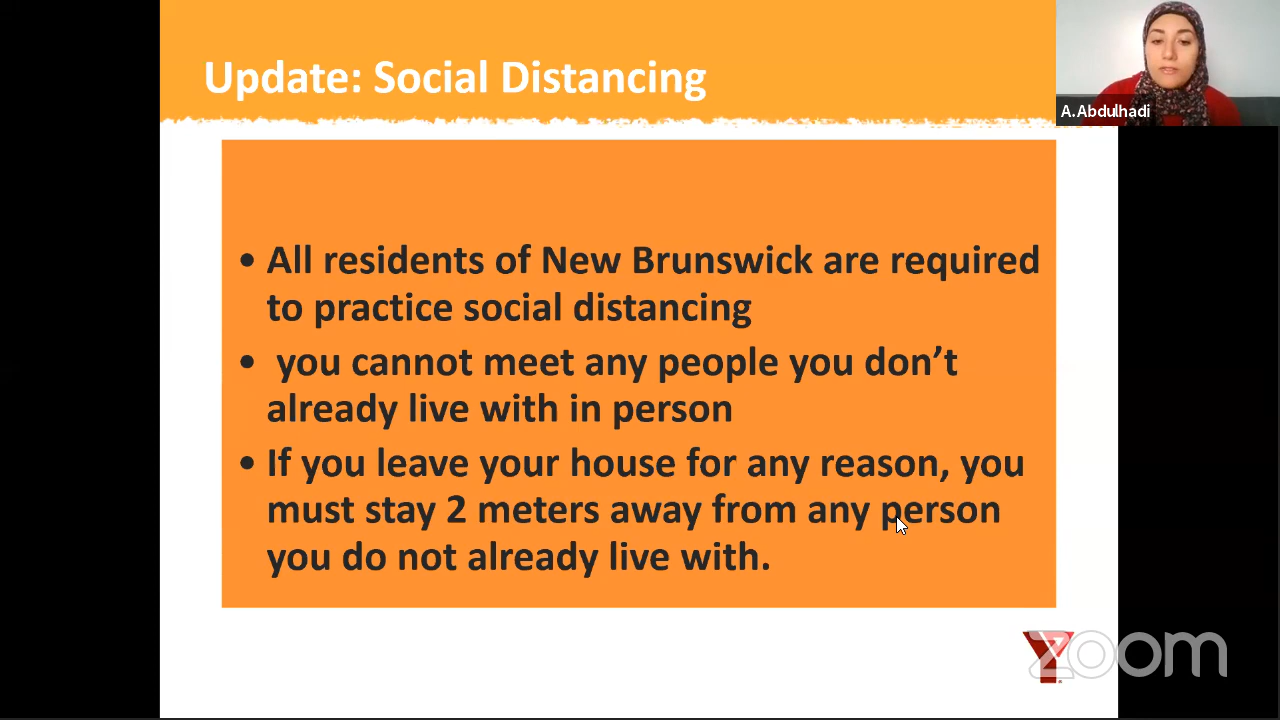 Update: Social Distancing
A.Abdulhadi
• All residents of New Brunswick are required
to practice social distancing
• you cannot meet any people you don’t
already live with in person
• If you leave your house for any reason, you
must stay 2 meters away from any person
you do not already live with.
zoom